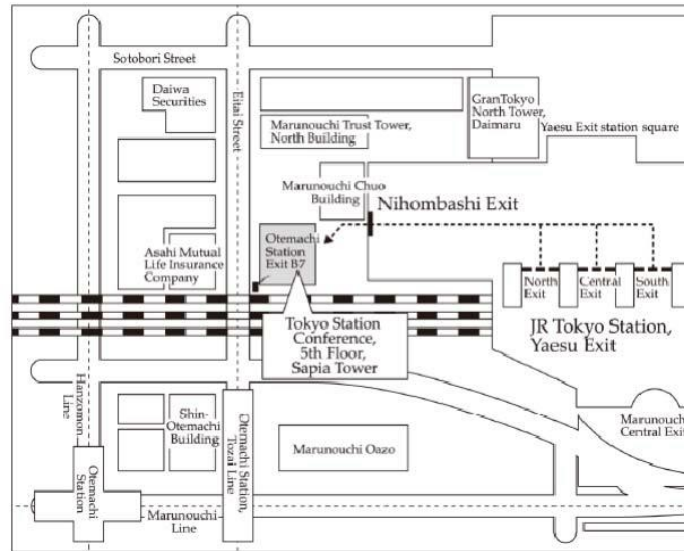 Sotobori Street
Daiwa
Securities
Eitai Street
GranTokyo
North Tower,
Daimaru
Marunouchi Trust Tower,
North Building
Yaesu Exit station square
Marunouchi Chuo
Building
Nihombashi Exit
Otemachi
Station
Exit B7
Asahi Mutual
Life Insurance
Company
North
Exit
Central
Exit
South
Exit
Tokyo Station
Conference,
5th Floor,
Sapia Tower
JR Tokyo Station,
Yaesu Exit
Hanzomon
Line
Shin-
Otemachi
Building
Otemachi Station,
Tozai Line
Marunouchi Oazo
Marunouchi
Central Exit
Otemachi
Station
Marunouchi
Line